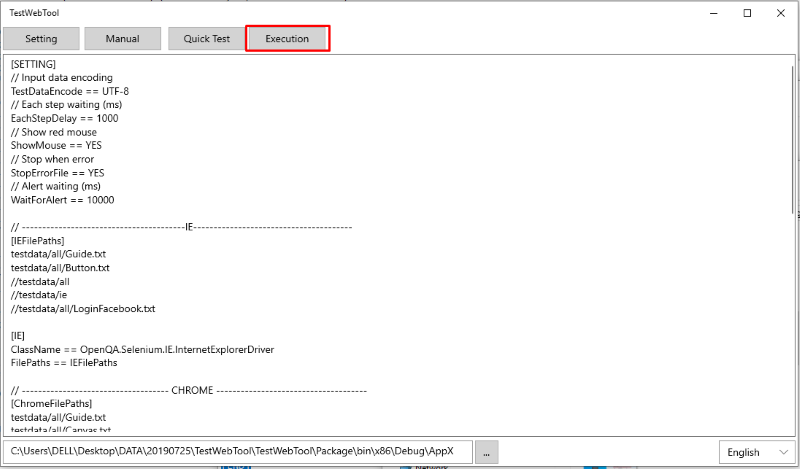 TestWebTool
Setting
Manual
Quick Test
Execution
[SETTING]
// Input data encoding
TestDataEncode == UTF-8
// Each step waiting (ms)
EachStepDelay == 1000
// Show red mouse
ShowMouse == YES
// Stop when error
StopErrorFile == YES
// Alert waiting (ms)
WaitForAlert == 10000
// ----------------------------------------IE---------------------------------------
[IEFilePaths]
testdata/all/Guide.txt
testdata/all/Button.txt
//testdata/all
//testdata/ie
//testdata/all/LoginFacebook.txt
[IE]
ClassName == OpenQA.Selenium.IE.InternetExplorerDriver
FilePaths == IEFilePaths
// ------------------------------------ CHROME -------------------------------------
[ChromeFilePaths]
testdata/all/Guide.txt
testdata/all/Canvas.txt
C:\Users\DELL\Desktop\DATA\20190725\TestWebTool\TestWebTool\Package\bin\x86\Debug\AppX
...
English